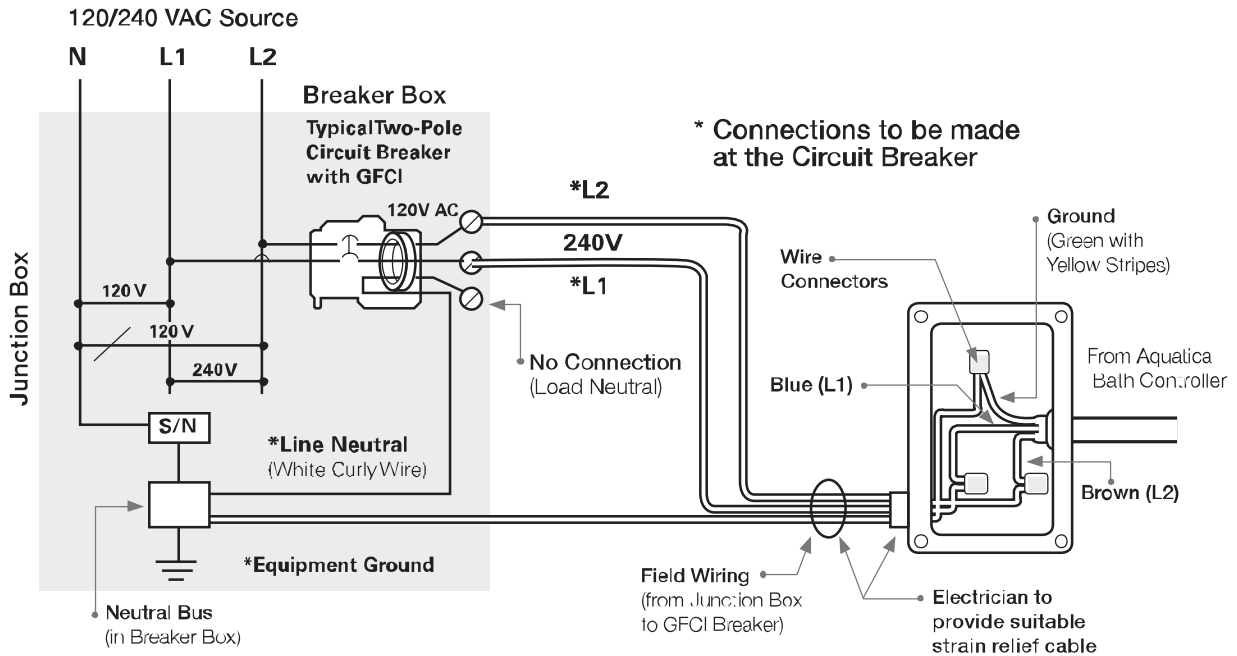 120/240 VAC Source
N L1 L2
Breaker Box
Typical Two-Pole
Circuit Breaker
with GFCI
* Connections to be made
at the Circuit Breaker
120V AC
*L2
240V
*L1
Ground
(Green with
Yellow Stripes)
Wire
Connectors
Junction Box
120 V
120 V
240V
No Connection
(Load Neutral)
Blue (L1)
From Aquatica
Bath Controller
S/N
*Line Neutral
(White Curly Wire)
Brown (L2)
*Equipment Ground
Neutral Bus
(in Breaker Box)
Field Wiring
(from Junction Box
to GFCI Breaker)
Electrician to
provide suitable
strain relief cable